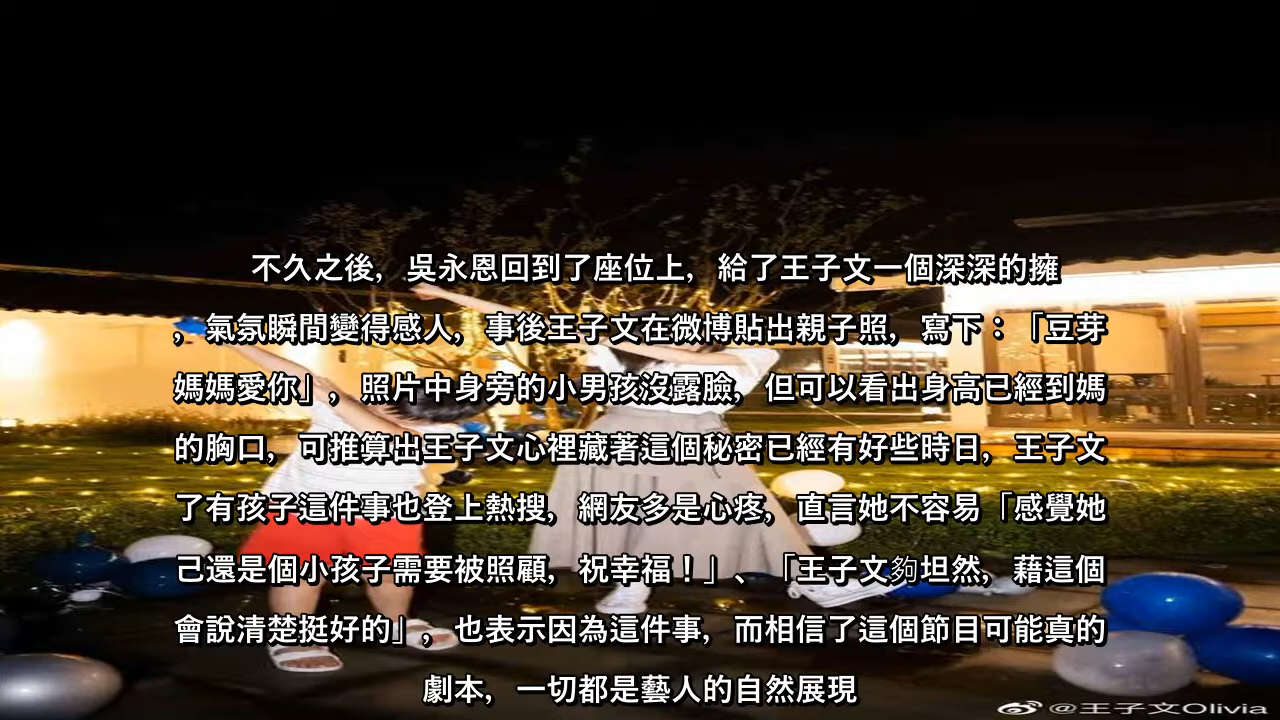 不久之後，吳永恩回到了座位上，給了王子文一個深深的擁
，氣氛瞬間變得感人，事後王子文在微博貼出親子照，寫下：「豆芽
媽媽愛你」，照片中身旁的小男孩沒露臉，但可以看出身高已經到媽
的胸口，可推算出王子文心裡藏著這個秘密已經有好些時日，王子文
了有孩子這件事也登上熱搜，網友多是心疼，直言她不容易「感覺她
己還是個小孩子需要被照顧，祝幸福！」、「王子文夠坦然，藉這個
會說清楚挺好的」，也表示因為這件事，而相信了這個節目可能真的
劇本，一切都是藝人的自然展現
@王子文Olivia